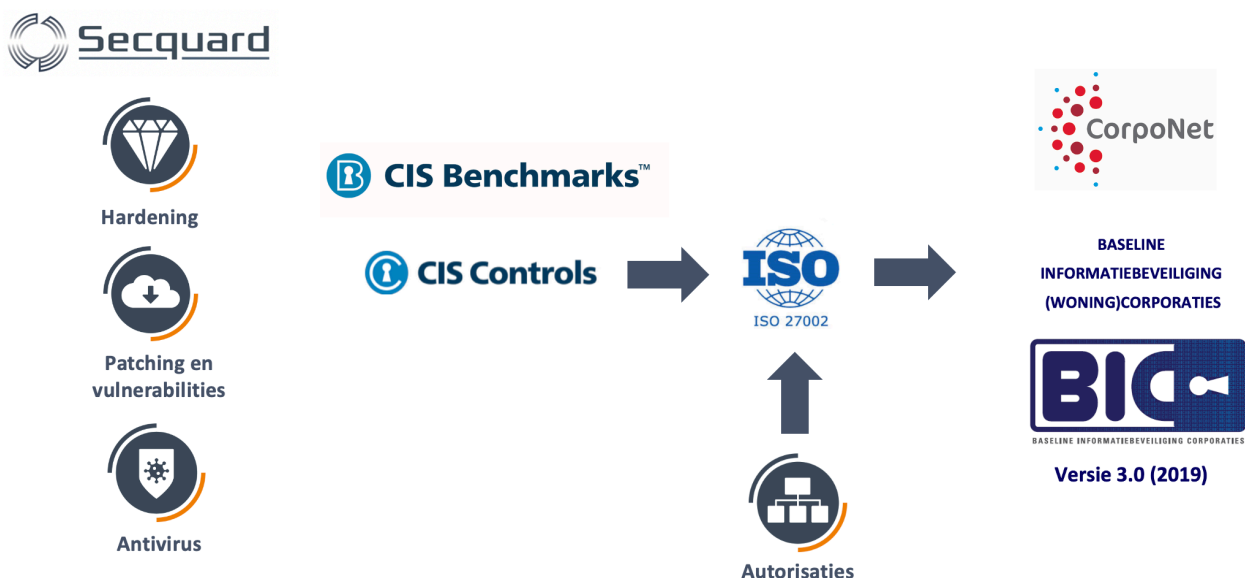 Secquard
Hardening
Patching en
vulnerabilities
Antivirus
B CIS Benchmarks™
CIS Controls
ISO
ISO 27002
Autorisaties
CorpoNet
BASELINE
INFORMATIEBEVEILIGING
(WONING)CORPORATIES
BIC
BASELINE INFORMATIEBEVEILIGING CORPORATIES
Versie 3.0 (2019)